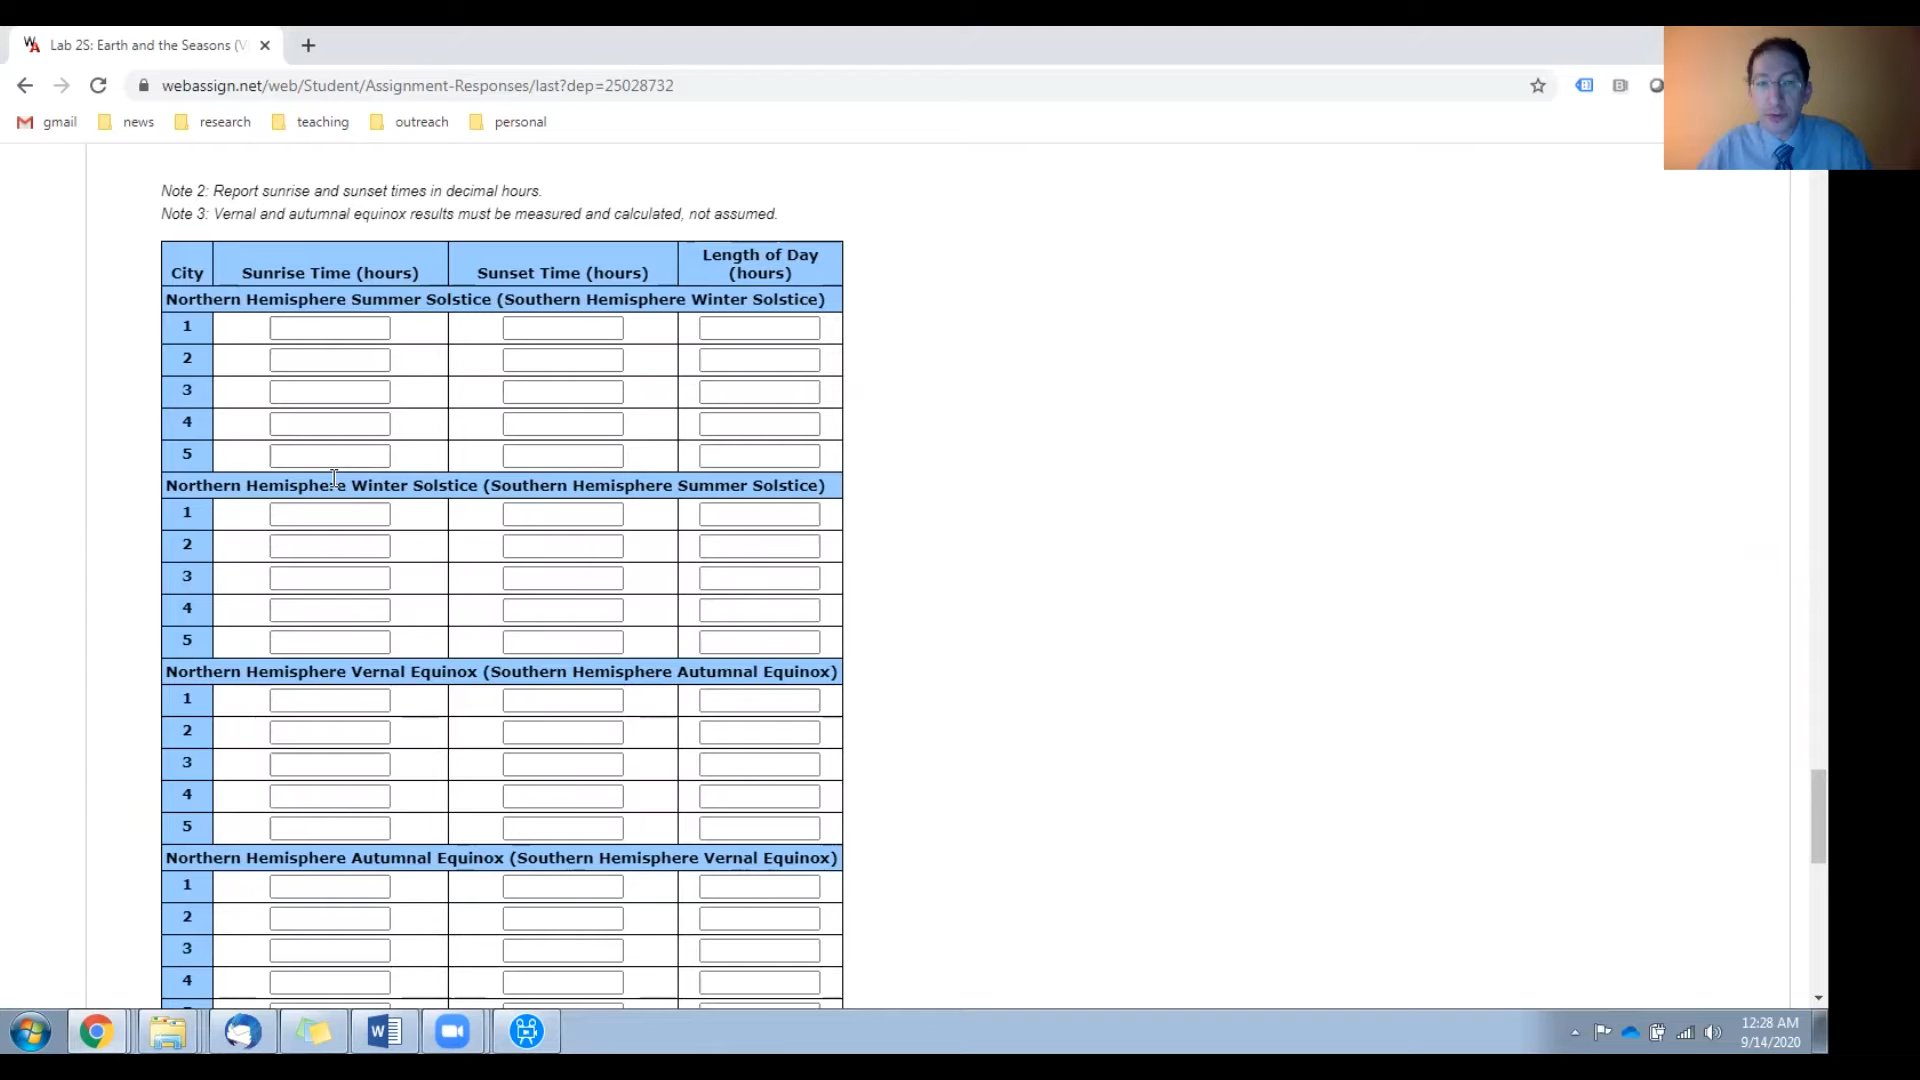 Lab 2S: Earth and the Seasons (V
webassign.net/web/Student/Assignment-Responses/last?dep=25028732
gmail news research teaching outreach personal
Note 2: Report sunrise and sunset times in decimal hours.
Note 3: Vernal and autumnal equinox results must be measured and calculated, not assumed.
City Sunrise Time (hours) Sunset Time (hours) Length of Day (hours)
Northern Hemisphere Summer Solstice (Southern Hemisphere Winter Solstice)
1
2
3
4
5
Northern Hemisphere Winter Solstice (Southern Hemisphere Summer Solstice)
1
2
3
4
5
Northern Hemisphere Vernal Equinox (Southern Hemisphere Autumnal Equinox)
1
2
3
4
5
Northern Hemisphere Autumnal Equinox (Southern Hemisphere Vernal Equinox)
1
2
3
4
12:28 AM
9/14/2020